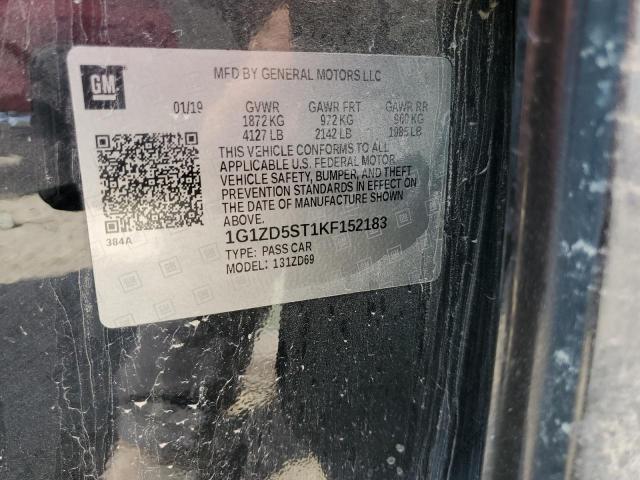 GM
MFD BY GENERAL MOTORS LLC
01/19 GVWR GAWR FRT GAWR RR
1872 KG 972 KG 900 KG
4127 LB 2142 LB 1985 LB
THIS VEHICLE CONFORMS TO ALL
APPLICABLE U.S. FEDERAL MOTOR
VEHICLE SAFETY, BUMPER, AND THEFT
PREVENTION STANDARDS IN EFFECT ON
THE DATE OF MANUFACTURE SHOWN
ABOVE.
384A
1G1ZD5ST1KF152183
TYPE: PASS CAR
MODEL: 131ZD69